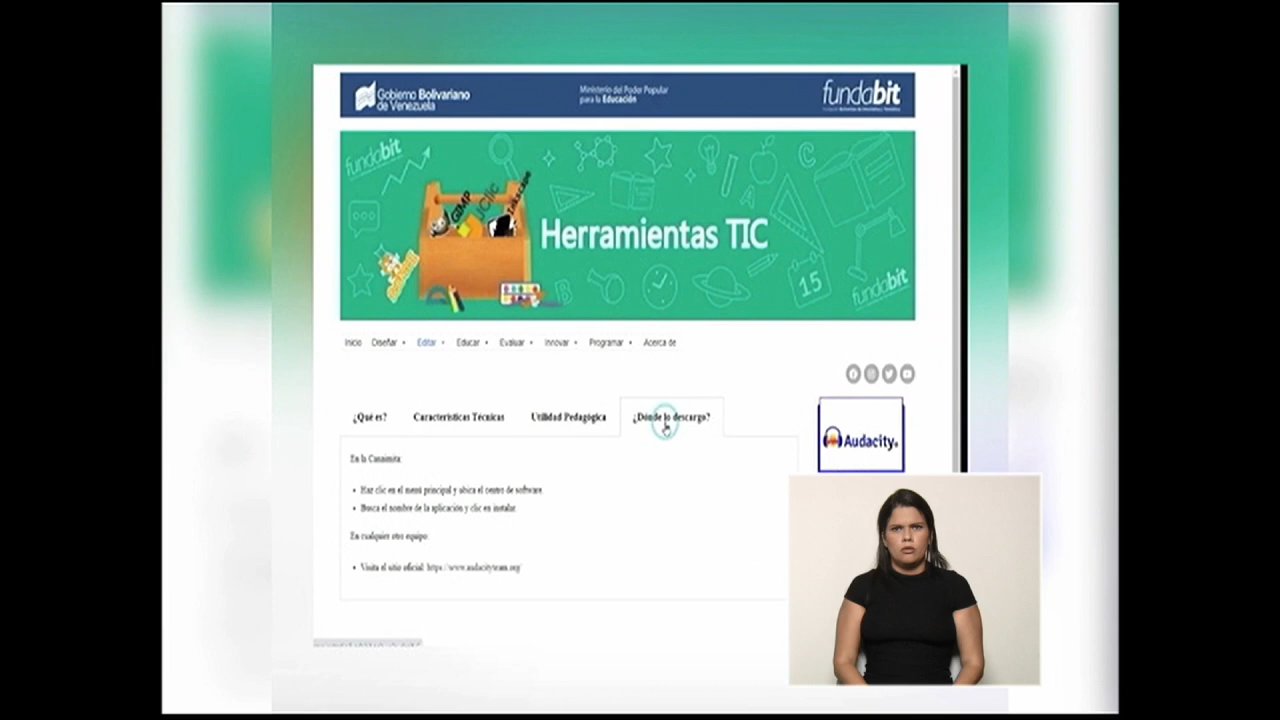 Gobierno Bolivariano
de Venezuela
Ministerio del Poder Popular
para la Educación
fundabit
fundabit
GIMP
JClic
Inkscape
Herramientas TIC
A
C
B
15
fundabit
Inicio Diseñar Editar Educar Evaluar Innovar Programar Acerca de
¿Qué es? Características Técnicas Utilidad Pedagógica ¿Dónde lo descargo?
Audacity
En la Canaimita:
• Haz clic en el menú principal y ubica el centro de software.
• Busca el nombre de la aplicación y clic en instalar.
En cualquier otro equipo:
• Visita el sitio oficial: https://www.audacityteam.org/